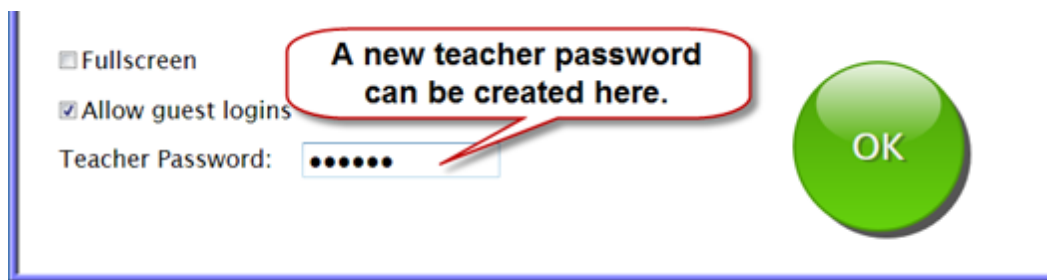 Fullscreen
A new teacher password
can be created here.
Allow guest logins
Teacher Password: ●●●●●●
OK